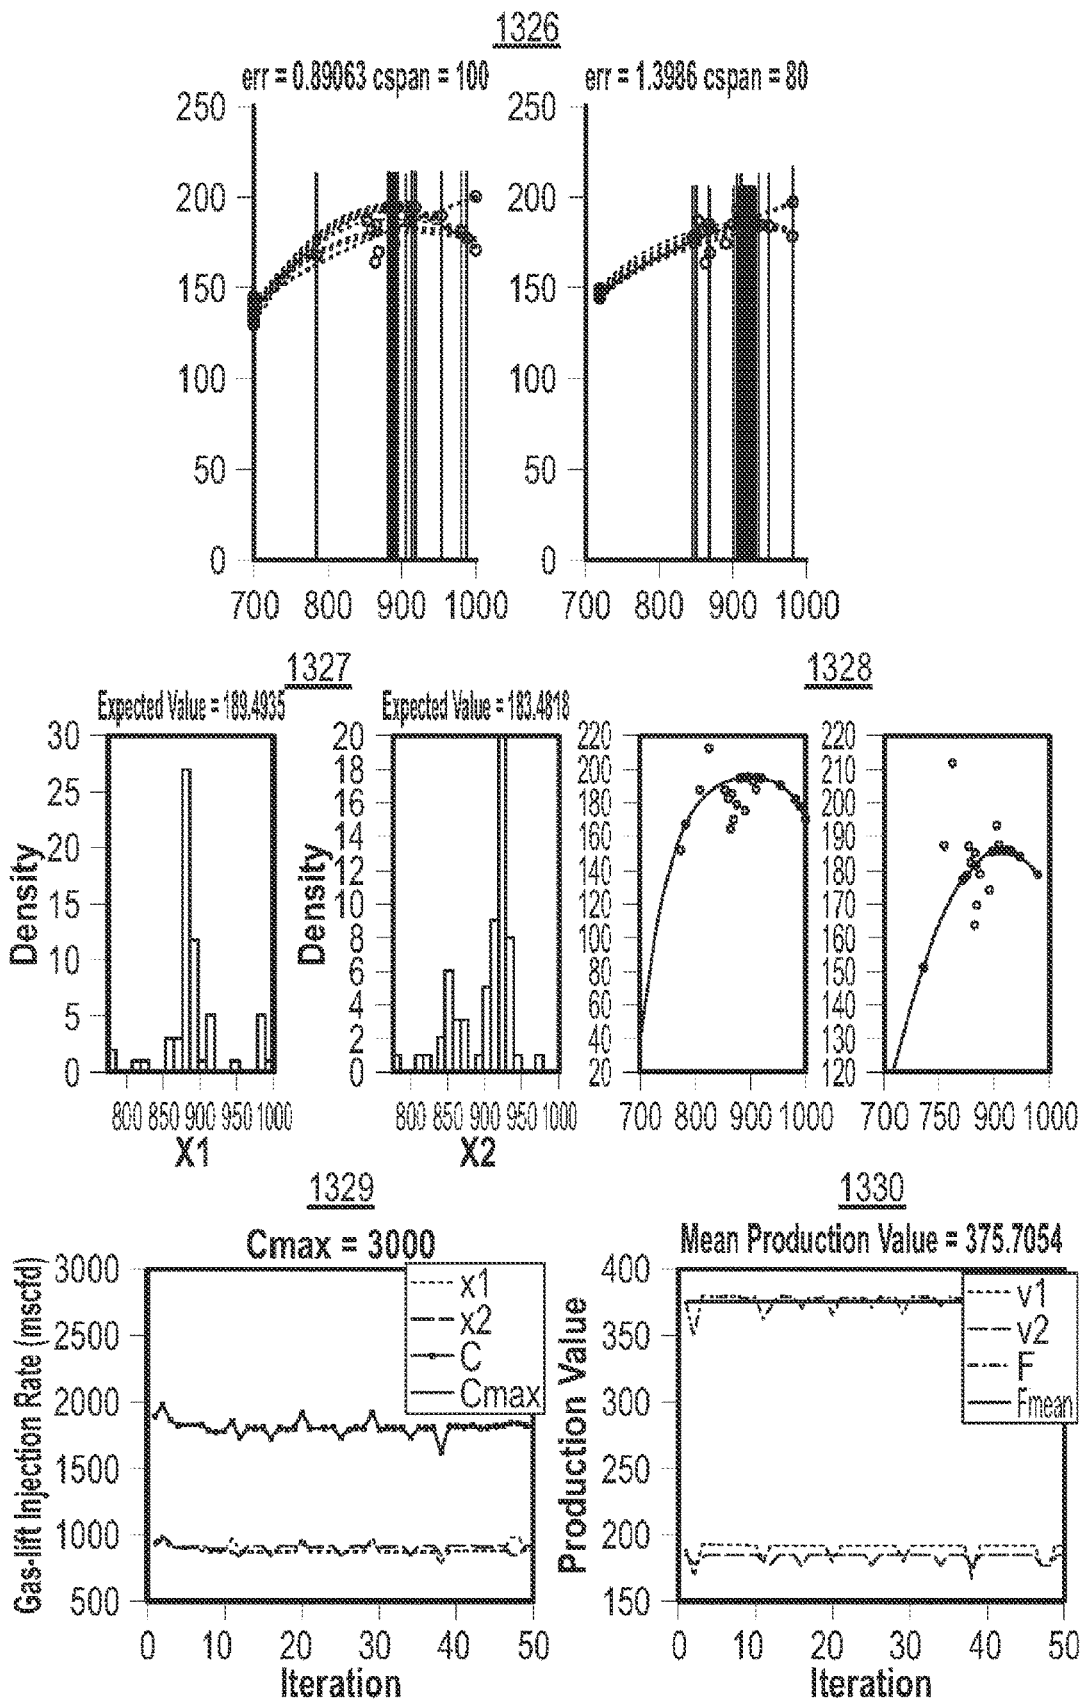 1326
err = 0.89063 cspan = 100
err = 1.3986 cspan = 80
250
200
150
100
50
0
700 800 900 1000
250
200
150
100
50
0
700 800 900 1000
1327
Expected Value = 189.4935
Density
30
25
20
15
10
5
0
800 850 900 950 1000
X1
Expected Value = 183.4818
Density
20
18
16
14
12
10
8
6
4
2
0
800 850 900 950 1000
X2
1328
220
200
180
160
140
120
100
80
60
40
20
700 800 900 1000
220
210
200
190
180
170
160
150
140
130
120
700 750 900 1000
1329
Cmax = 3000
Gas-lift Injection Rate (mscfd)
3000
2500
2000
1500
1000
500
x1
x2
C
Cmax
0 10 20 30 40 50
Iteration
1330
Mean Production Value = 375.7054
Production Value
400
350
300
250
200
150
v1
v2
F
Fmean
0 10 20 30 40 50
Iteration